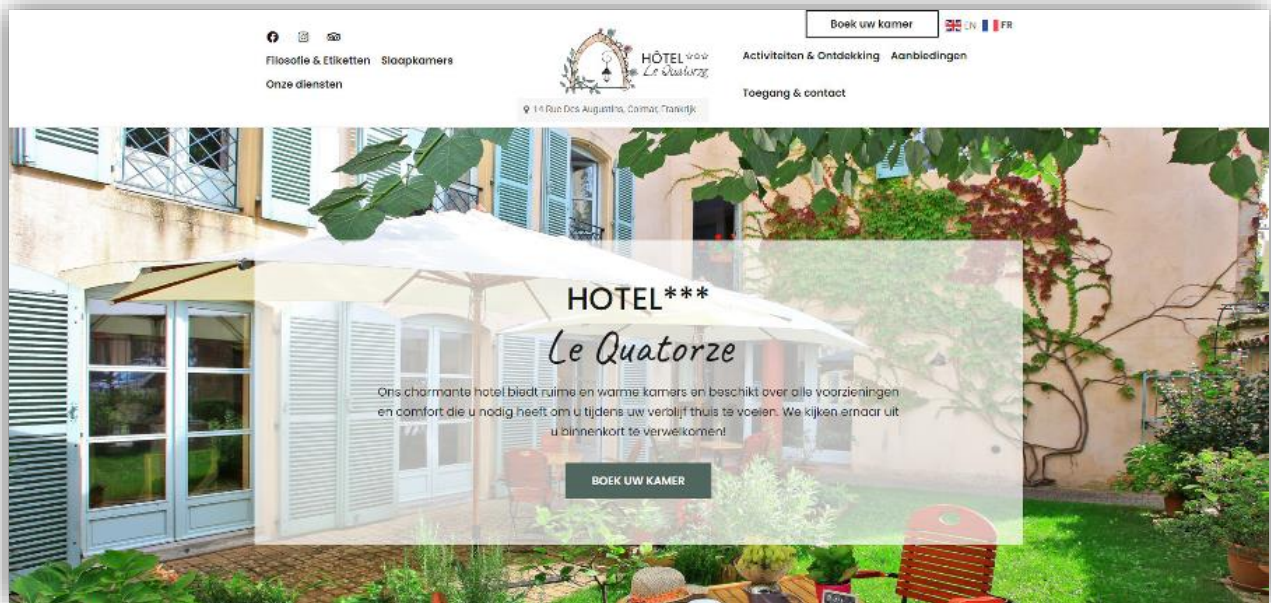 Boek uw kamer
EN FR
Filosofie & Etiketten Slaapkamers
Onze diensten
HÔTEL
Le Quatorze
14 Rue Des Augustins, Colmar, Frankrijk
Activiteiten & Ontdekking Aanbiedingen
Toegang & contact
HOTEL***
Le Quatorze
Ons charmante hotel biedt ruime en warme kamers en beschikt over alle voorzieningen
en comfort die u nodig heeft om u tijdens uw verblijf thuis te voelen. We kijken ernaar uit
u binnenkort te verwelkomen!
BOEK UW KAMER